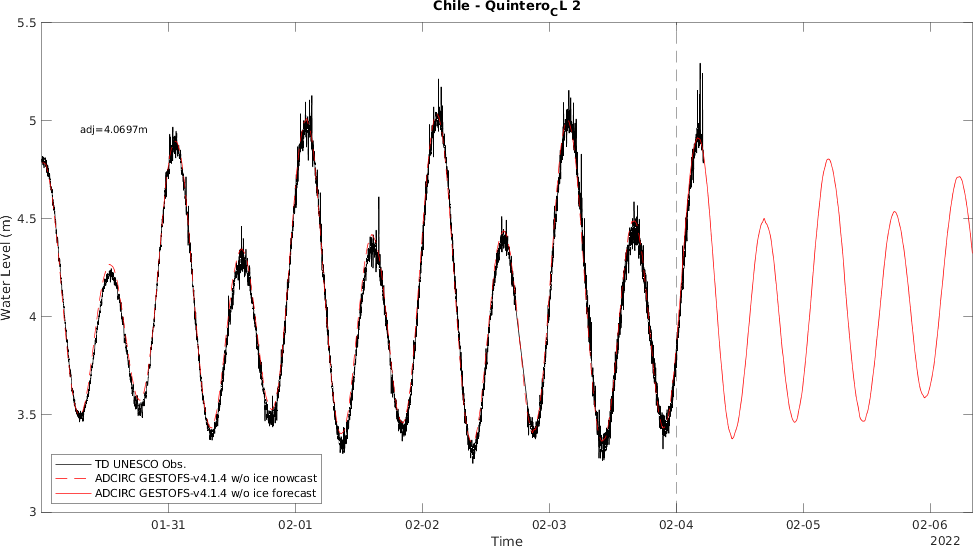 Chile - Quintero_CL 2
5.5
5
4.5
4
3.5
3
Water Level (m)
adj=4.0697m
TD UNESCO Obs.
ADCIRC GESTOFS-v4.1.4 w/o ice nowcast
ADCIRC GESTOFS-v4.1.4 w/o ice forecast
01-31
02-01
02-02
02-03
02-04
02-05
02-06
Time
2022